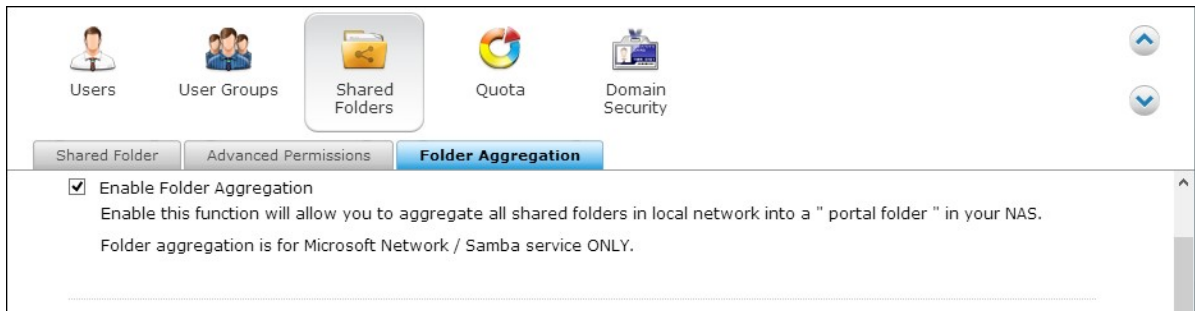 Users
User Groups
Shared
Folders
Quota
Domain
Security
Shared Folder
Advanced Permissions
Folder Aggregation
Enable Folder Aggregation
Enable this function will allow you to aggregate all shared folders in local network into a " portal folder " in your NAS.
Folder aggregation is for Microsoft Network / Samba service ONLY.